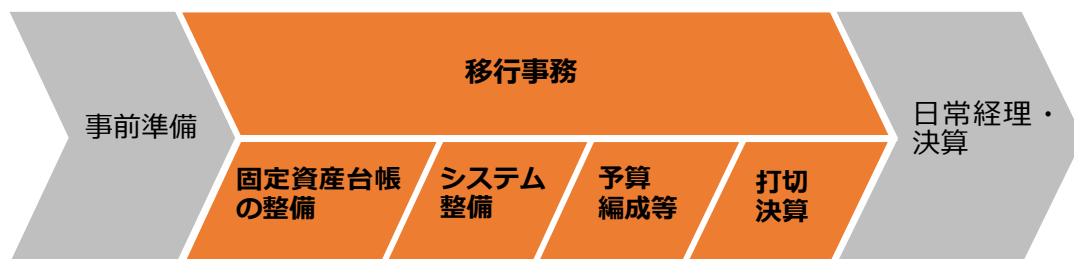 事前準備
移行事務
固定資産台帳
の整備
システム
整備
予算
編成等
打切
決算
日常経理・
決算